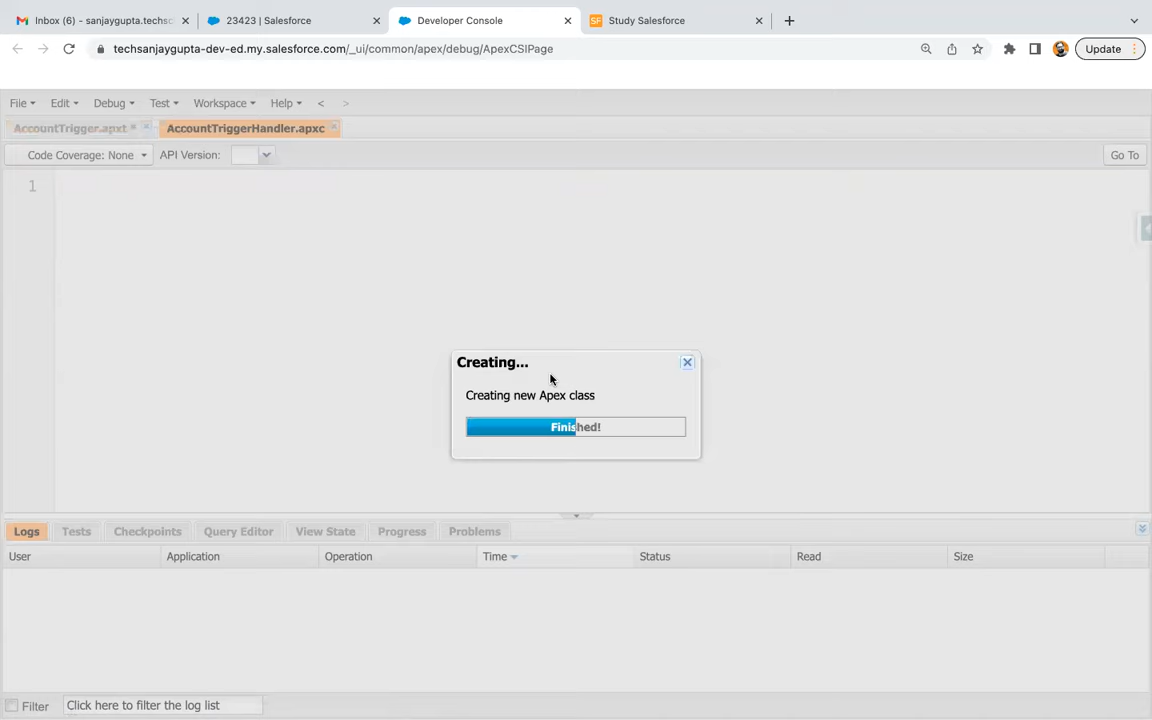 Inbox (6) - sanjaygupta.techsc
23423 | Salesforce
Developer Console
Study Salesforce
techsanjaygupta-dev-ed.my.salesforce.com/_ui/common/apex/debug/ApexCSIPage
Update
File Edit Debug Test Workspace Help < >
AccountTrigger.apxt AccountTriggerHandler.apxc
Code Coverage: None API Version: Go To
1
Creating...
Creating new Apex class
Finished!
Logs Tests Checkpoints Query Editor View State Progress Problems
User Application Operation Time Status Read Size
Filter Click here to filter the log list